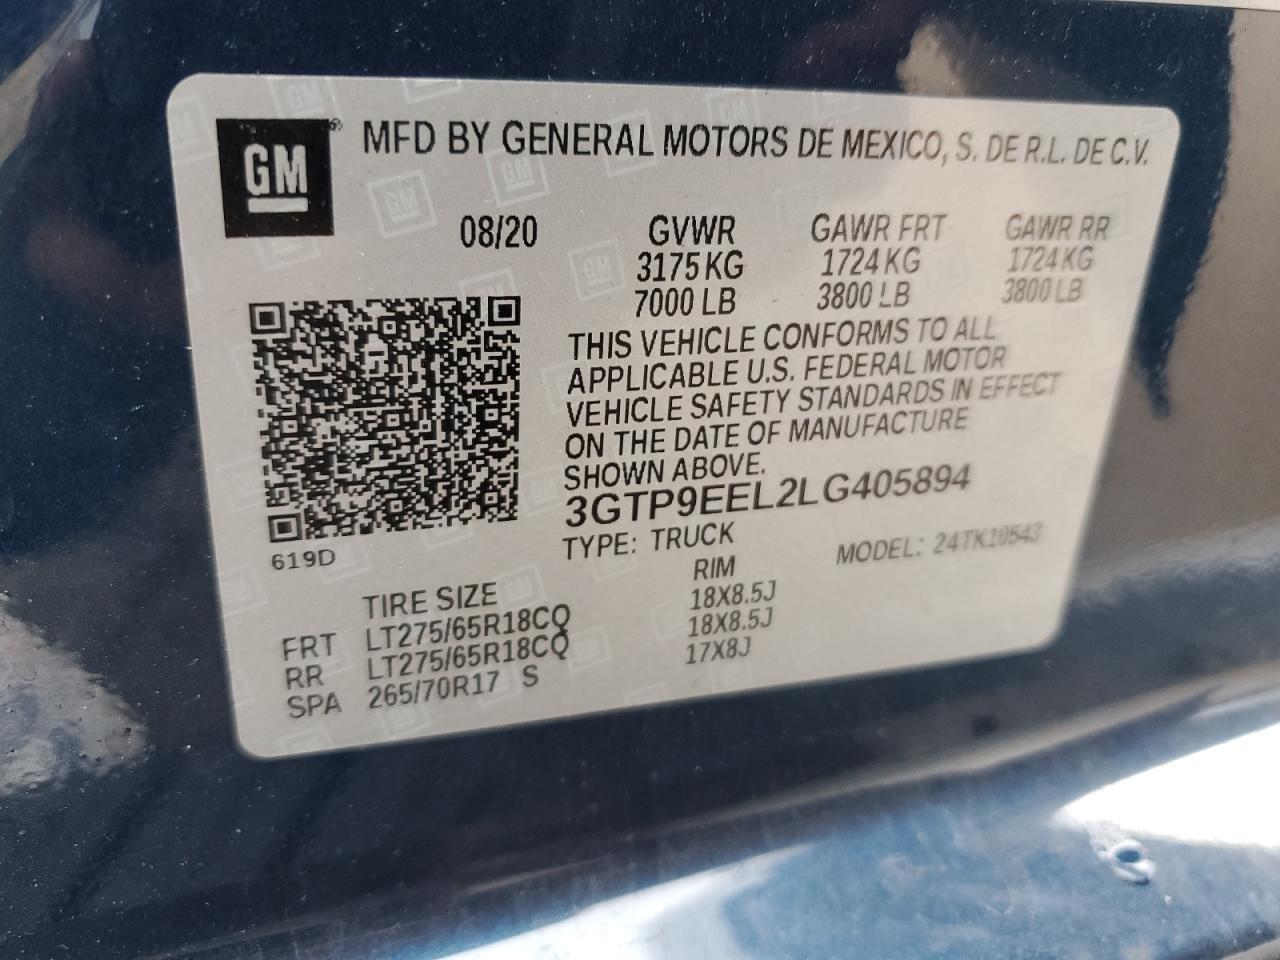 GM
MFD BY GENERAL MOTORS DE MEXICO, S. DE R.L. DE C.V.
08/20 GVWR GAWR FRT GAWR RR
3175 KG 1724 KG 1724 KG
7000 LB 3800 LB 3800 LB
THIS VEHICLE CONFORMS TO ALL
APPLICABLE U.S. FEDERAL MOTOR
VEHICLE SAFETY STANDARDS IN EFFECT
ON THE DATE OF MANUFACTURE
SHOWN ABOVE.
3GTP9EEL2LG405894
TYPE: TRUCK MODEL: 24TK10543
619D
TIRE SIZE RIM
FRT LT275/65R18CQ 18X8.5J
RR LT275/65R18CQ 18X8.5J
SPA 265/70R17 S 17X8J